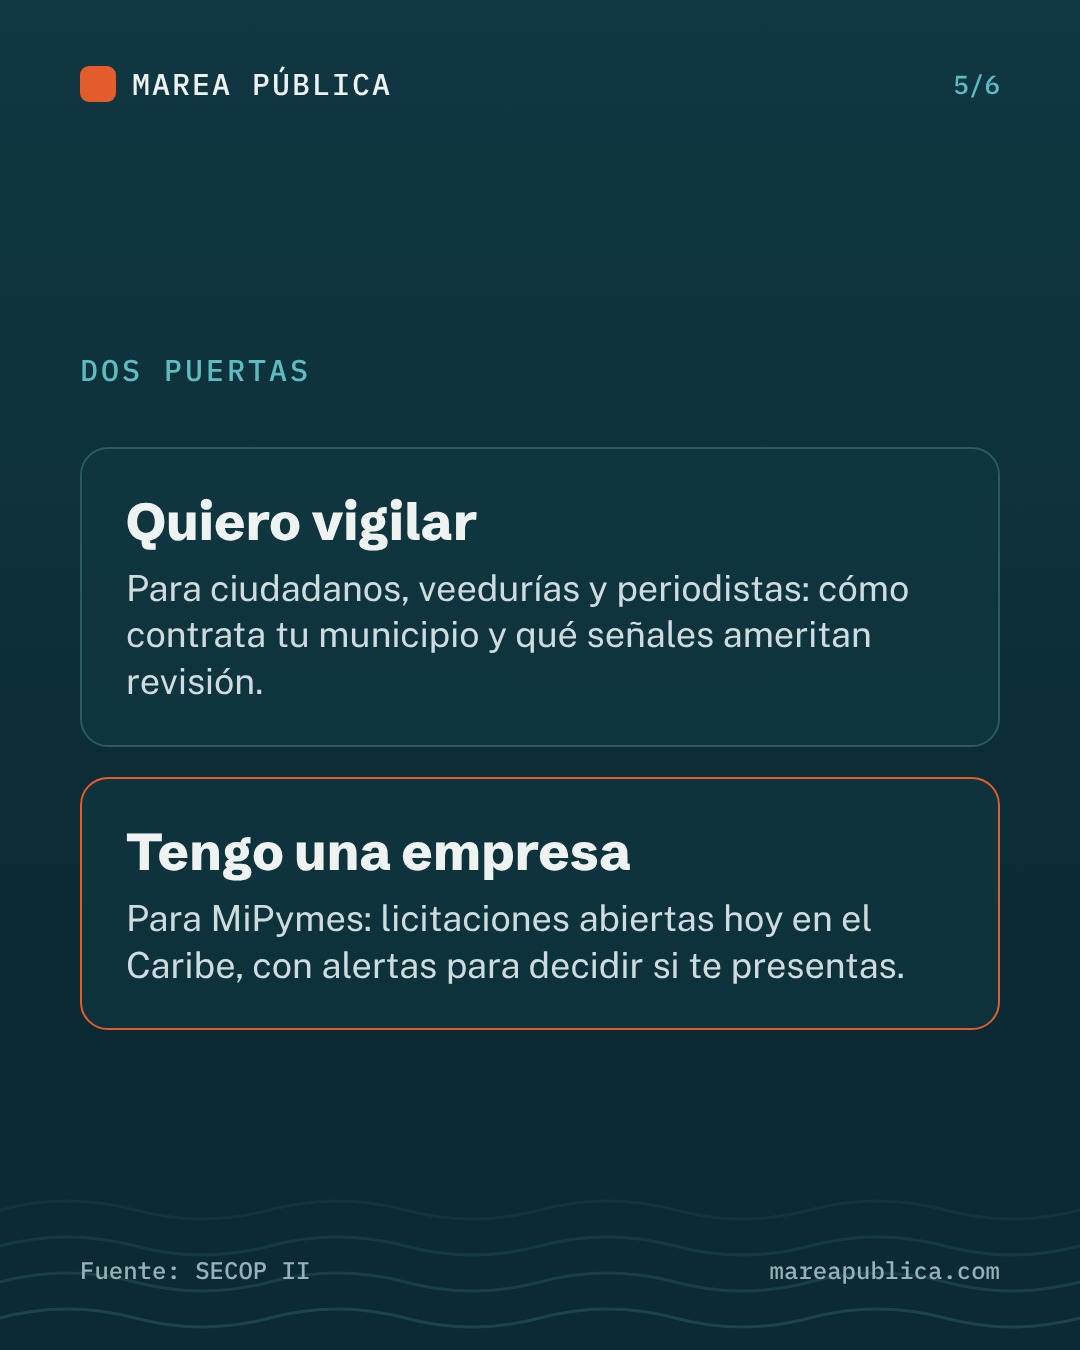 MAREA PÚBLICA
5/6
DOS PUERTAS
Quiero vigilar
Para ciudadanos, veedurías y periodistas: cómo
contrata tu municipio y qué señales ameritan
revisión.
Tengo una empresa
Para MiPymes: licitaciones abiertas hoy en el
Caribe, con alertas para decidir si te presentas.
Fuente: SECOP II
mareapublica.com